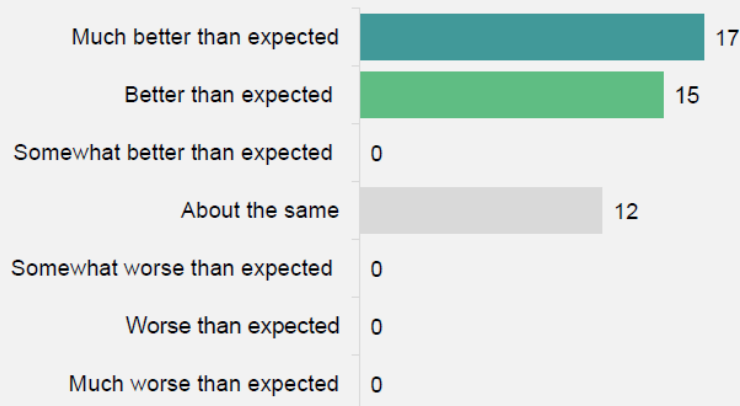 Much better than expected 17
Better than expected 15
Somewhat better than expected 0
About the same 12
Somewhat worse than expected 0
Worse than expected 0
Much worse than expected 0